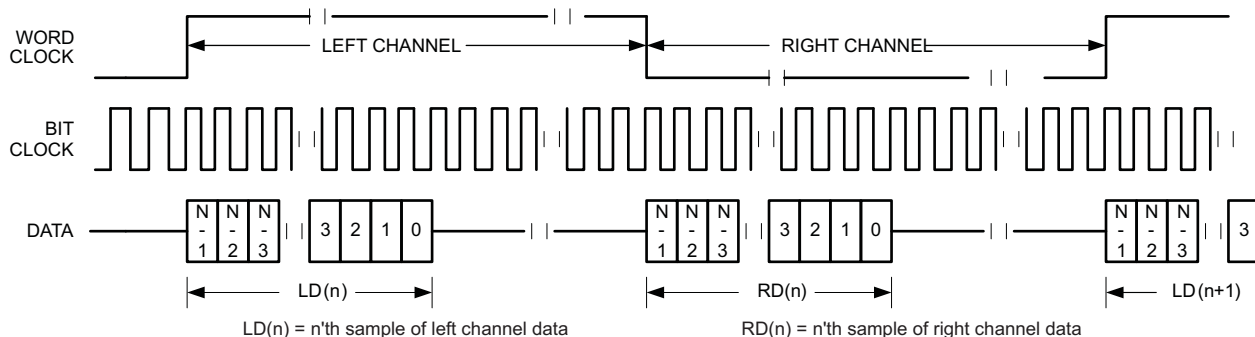 WORD
CLOCK
LEFT CHANNEL
RIGHT CHANNEL
BIT
CLOCK
DATA
N
-
1
N
-
2
N
-
3
3
2
1
0
N
-
1
N
-
2
N
-
3
3
2
1
0
N
-
1
N
-
2
N
-
3
3
LD(n)
RD(n)
LD(n+1)
LD(n) = n'th sample of left channel data
RD(n) = n'th sample of right channel data